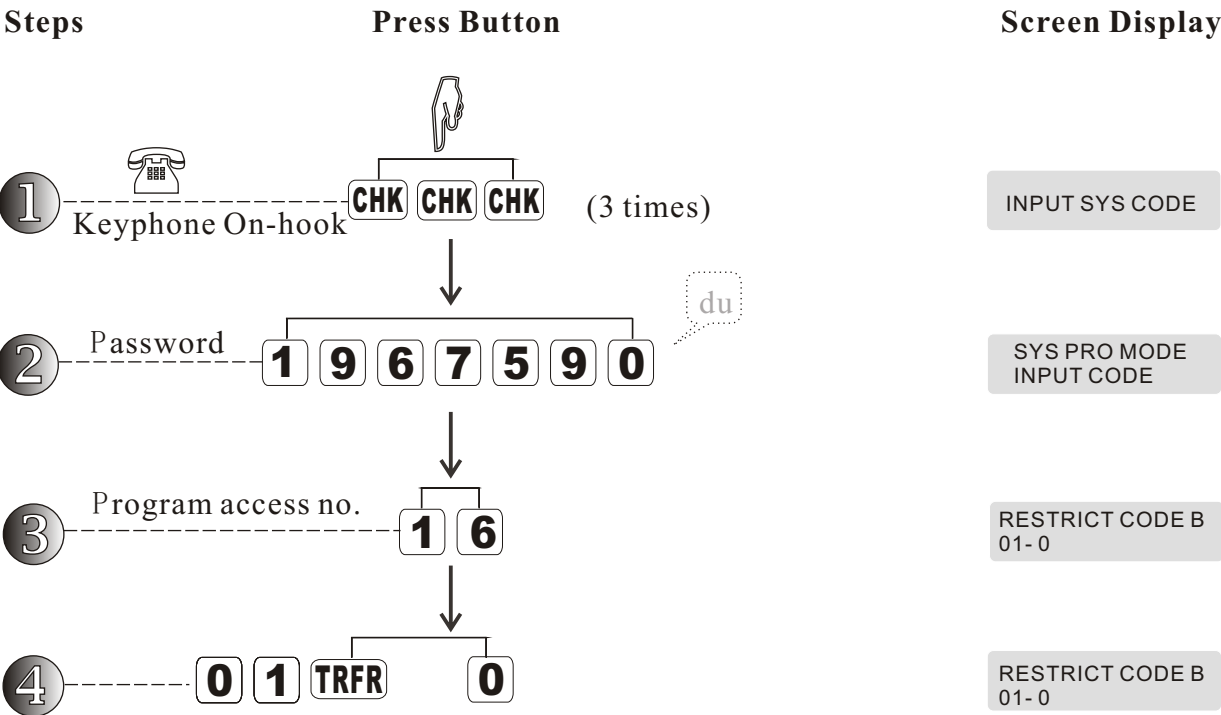 Steps Press Button Screen Display
1 CHK CHK CHK (3 times) INPUT SYS CODE
Keyphone On-hook
du
2 Password 1 9 6 7 5 9 0 SYS PRO MODE
INPUT CODE
3 Program access no. 1 6 RESTRICT CODE B
01- 0
4 0 1 TRFR 0 RESTRICT CODE B
01- 0